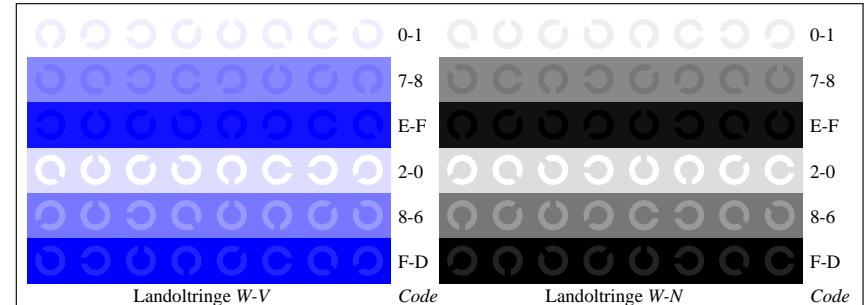 0-1 0-1
7-8 7-8
E-F E-F
2-0 2-0
8-6 8-6
F-D F-D
Landoltringe W-V Code Landoltringe W-N Code